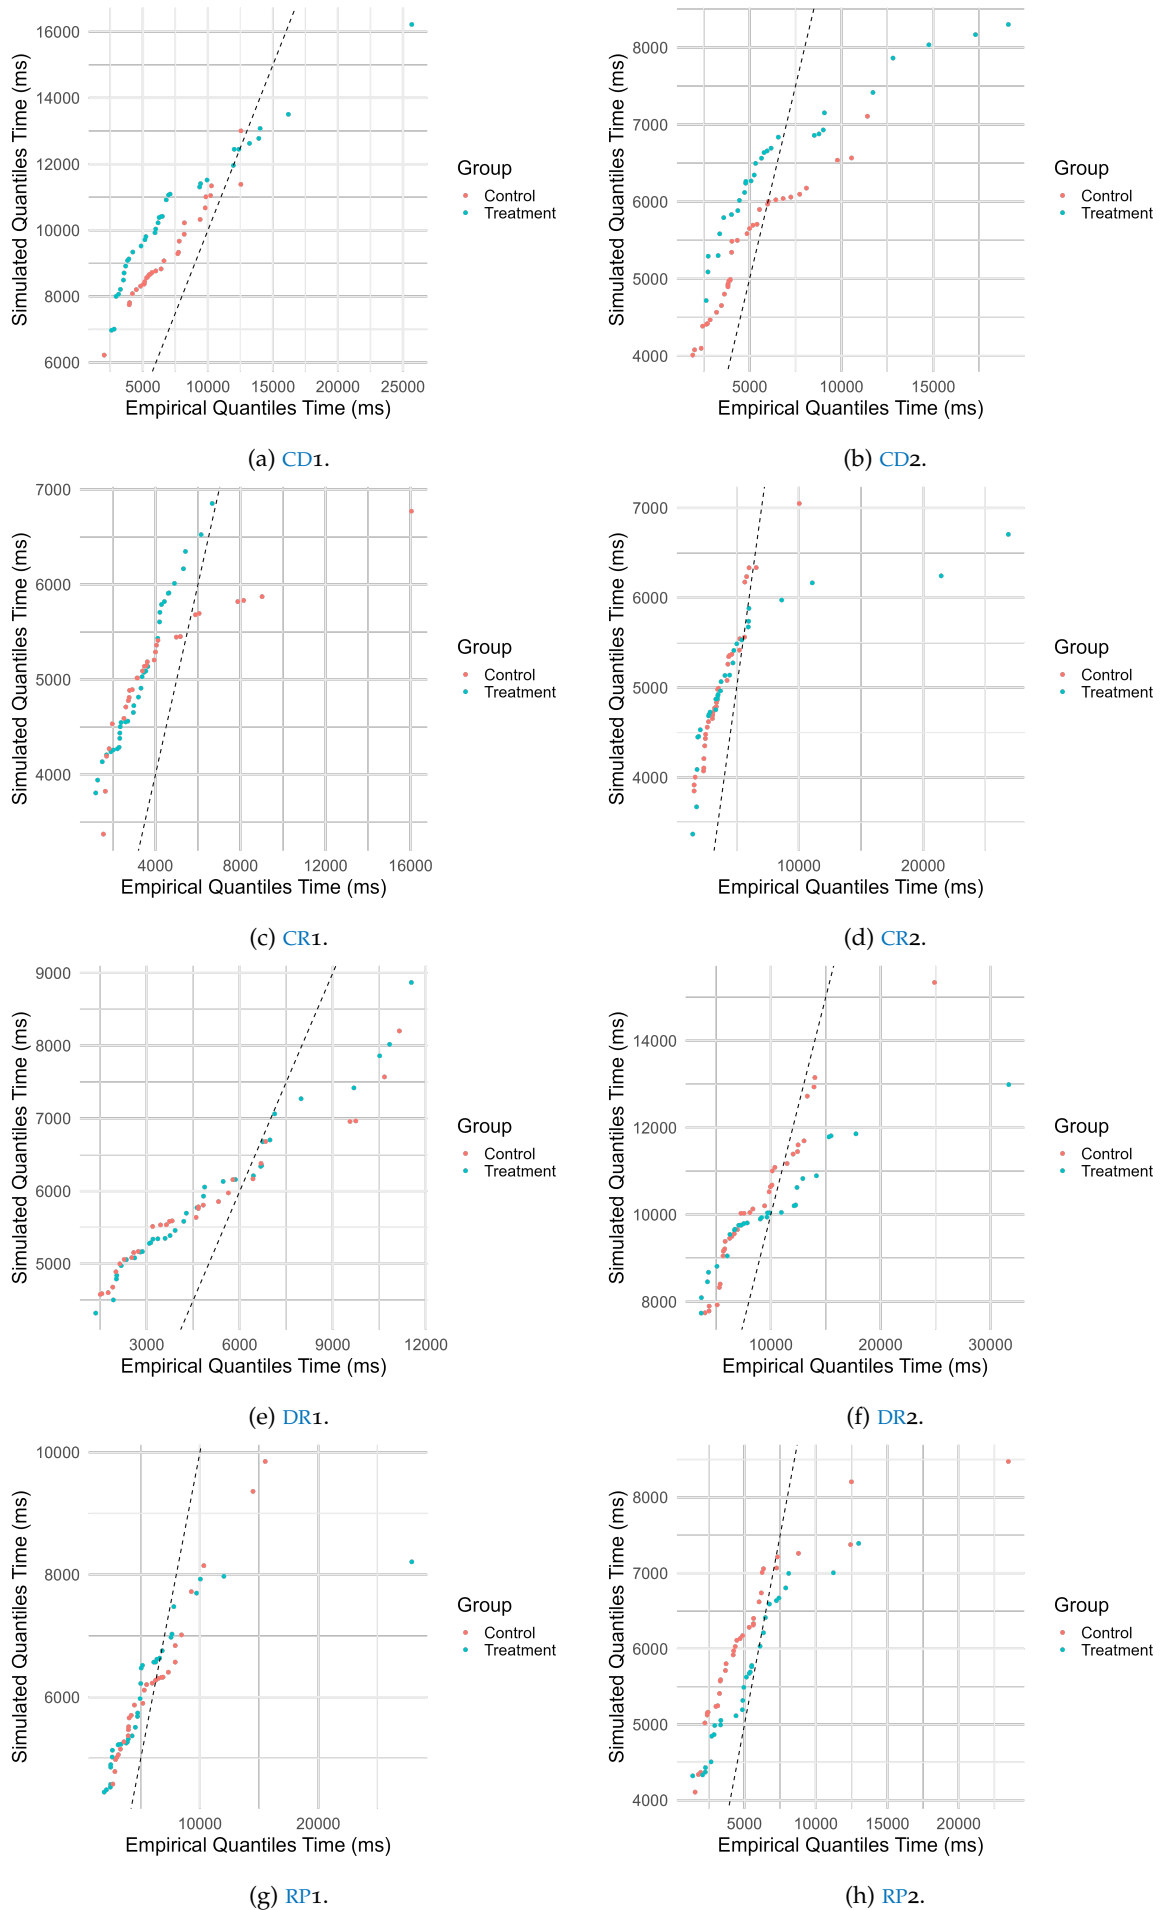 16000
14000
12000
10000
8000
6000
5000 10000 15000 20000 25000
Simulated Quantiles Time (ms)
Empirical Quantiles Time (ms)
Group
Control
Treatment
(a) CD1.
8000
7000
6000
5000
4000
5000 10000 15000
Simulated Quantiles Time (ms)
Empirical Quantiles Time (ms)
Group
Control
Treatment
(b) CD2.
7000
6000
5000
4000
4000 8000 12000 16000
Simulated Quantiles Time (ms)
Empirical Quantiles Time (ms)
Group
Control
Treatment
(c) CR1.
7000
6000
5000
4000
10000 20000
Simulated Quantiles Time (ms)
Empirical Quantiles Time (ms)
Group
Control
Treatment
(d) CR2.
9000
8000
7000
6000
5000
3000 6000 9000 12000
Simulated Quantiles Time (ms)
Empirical Quantiles Time (ms)
Group
Control
Treatment
(e) DR1.
14000
12000
10000
8000
10000 20000 30000
Simulated Quantiles Time (ms)
Empirical Quantiles Time (ms)
Group
Control
Treatment
(f) DR2.
10000
8000
6000
10000 20000
Simulated Quantiles Time (ms)
Empirical Quantiles Time (ms)
Group
Control
Treatment
(g) RP1.
8000
7000
6000
5000
4000
5000 10000 15000 20000
Simulated Quantiles Time (ms)
Empirical Quantiles Time (ms)
Group
Control
Treatment
(h) RP2.